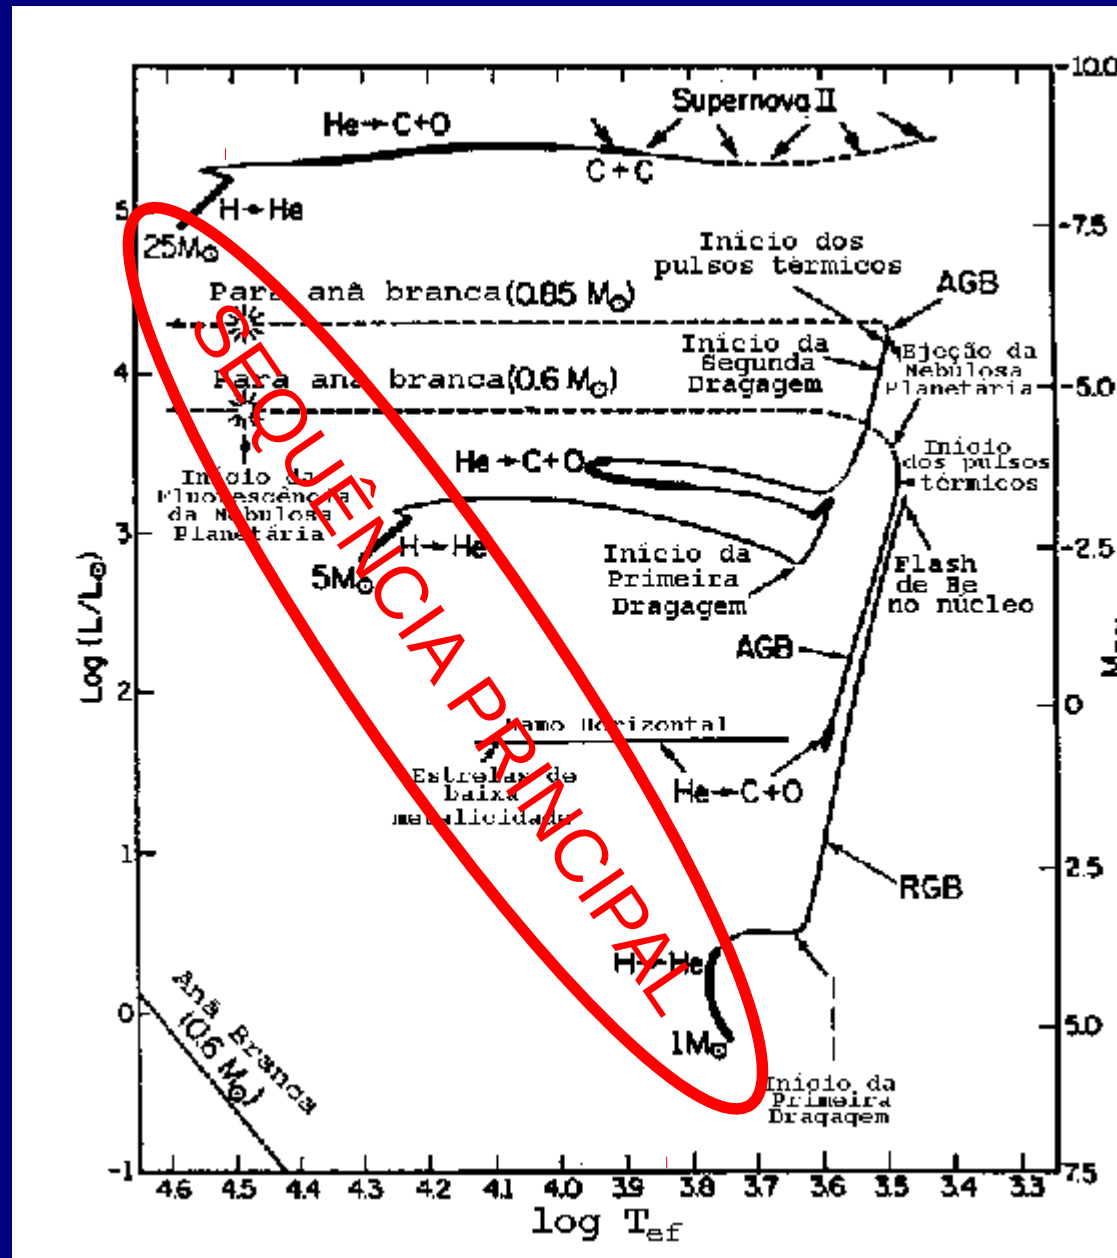 -10.0
Supernova II
He→C+O
C+C
5
H→He
-7.5
25M⊙
Início dos
pulsos térmicos
AGB
Para anã branca (0.85 M⊙)
Início da
Segunda
Dragagem
Ejeção da
Nebulosa
Planetária
4
-5.0
Para anã branca (0.6 M⊙)
He→C+O
Início
dos pulsos
térmicos
Início da
Fluorescência
da Nebulosa
Planetária
3
H→He
-2.5
5M⊙
Início da
Primeira
Dragagem
Flash
de He
no núcleo
Log (L/L⊙)
SEQUÊNCIA PRINCIPAL
AGB
2
0
Ramo Horizontal
Estrelas de
baixa
metalicidade
He→C+O
1
2.5
RGB
H→He
Anã Branca
(0.6 M⊙)
0
5.0
1M⊙
Início da
Primeira
Dragagem
-1
7.5
4.6 4.5 4.4 4.3 4.2 4.1 4.0 3.9 3.8 3.7 3.6 3.5 3.4 3.3
log T_ef